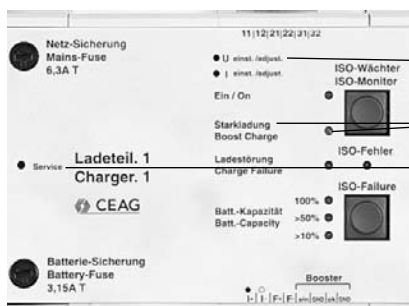 11|12|21|22|31|32
Netz-Sicherung
Mains-Fuse
6,3A T
U einst./adjust.
I einst./adjust.
ISO-Wächter
ISO-Monitor
Ein / On
Starkladung
Boost Charge
Ladestörung
Charge Failure
ISO-Fehler
Service
Ladeteil. 1
Charger. 1
CEAG
ISO-Failure
Batt.-Kapazität
Batt.-Capacity
100%
>50%
>10%
Batterie-Sicherung
Battery-Fuse
3,15A T
Booster
I- I- F- F